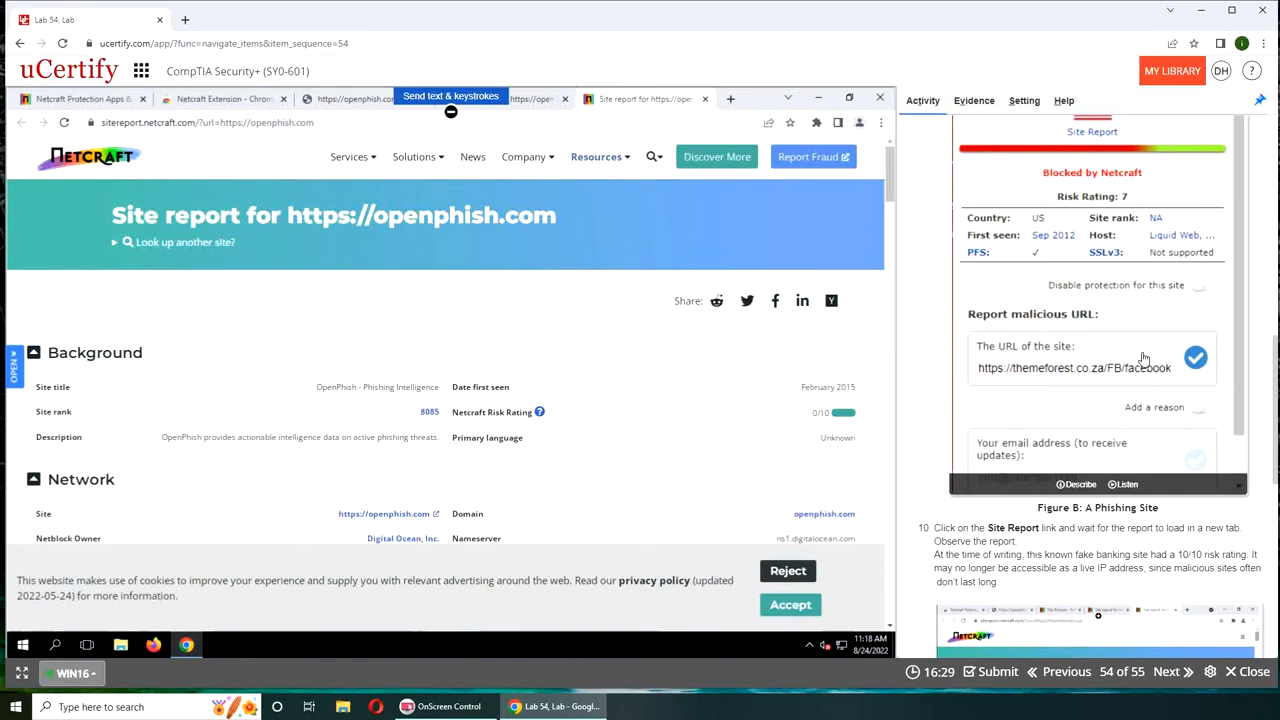 Lab 54, Lab
ucertify.com/app/?func=navigate_items&item_sequence=54
uCertify
CompTIA Security+ (SY0-601)
MY LIBRARY
DH
?
Netcraft Protection Apps &
Netcraft Extension - Chrom
https://openphish.co
Send text & keystrokes
https://open
Site report for https://ope
sitereport.netcraft.com/?url=https://openphish.com
NETCRAFT
Services
Solutions
News
Company
Resources
Discover More
Report Fraud
Site report for https://openphish.com
Look up another site?
Share:
OPEN
Background
Site title
OpenPhish - Phishing Intelligence
Date first seen
February 2015
Site rank
8085
Netcraft Risk Rating
0/10
Description
OpenPhish provides actionable intelligence data on active phishing threats.
Primary language
Unknown
Network
Site
https://openphish.com
Domain
openphish.com
Netblock Owner
Digital Ocean, Inc.
Nameserver
ns1.digitalocean.com
This website makes use of cookies to improve your experience and supply you with relevant advertising around the web. Read our privacy policy (updated
2022-05-24) for more information.
Reject
Accept
11:18 AM
8/24/2022
Activity
Evidence
Setting
Help
Site Report
Blocked by Netcraft
Risk Rating: 7
Country: US Site rank: NA
First seen: Sep 2012 Host: Liquid Web, ...
PFS: ✓ SSLv3: Not supported
Disable protection for this site
Report malicious URL:
The URL of the site:
https://themeforest.co.za/FB/facebook
Add a reason
Your email address (to receive
updates):
Describe
Listen
Figure B: A Phishing Site
10 Click on the Site Report link and wait for the report to load in a new tab.
Observe the report.
At the time of writing, this known fake banking site had a 10/10 risk rating. It
may no longer be accessible as a live IP address, since malicious sites often
don't last long
NETCRAFT
WIN16
16:29
Submit
Previous
54 of 55
Next
Close
Type here to search
OnScreen Control
Lab 54, Lab - Googl...